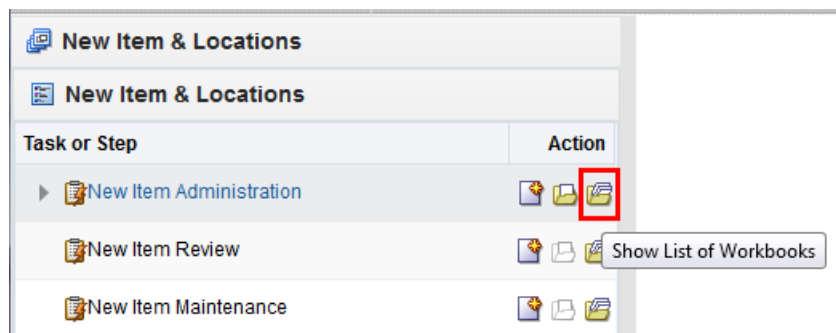 New Item & Locations
New Item & Locations
Task or Step Action
New Item Administration
New Item Review
Show List of Workbooks
New Item Maintenance